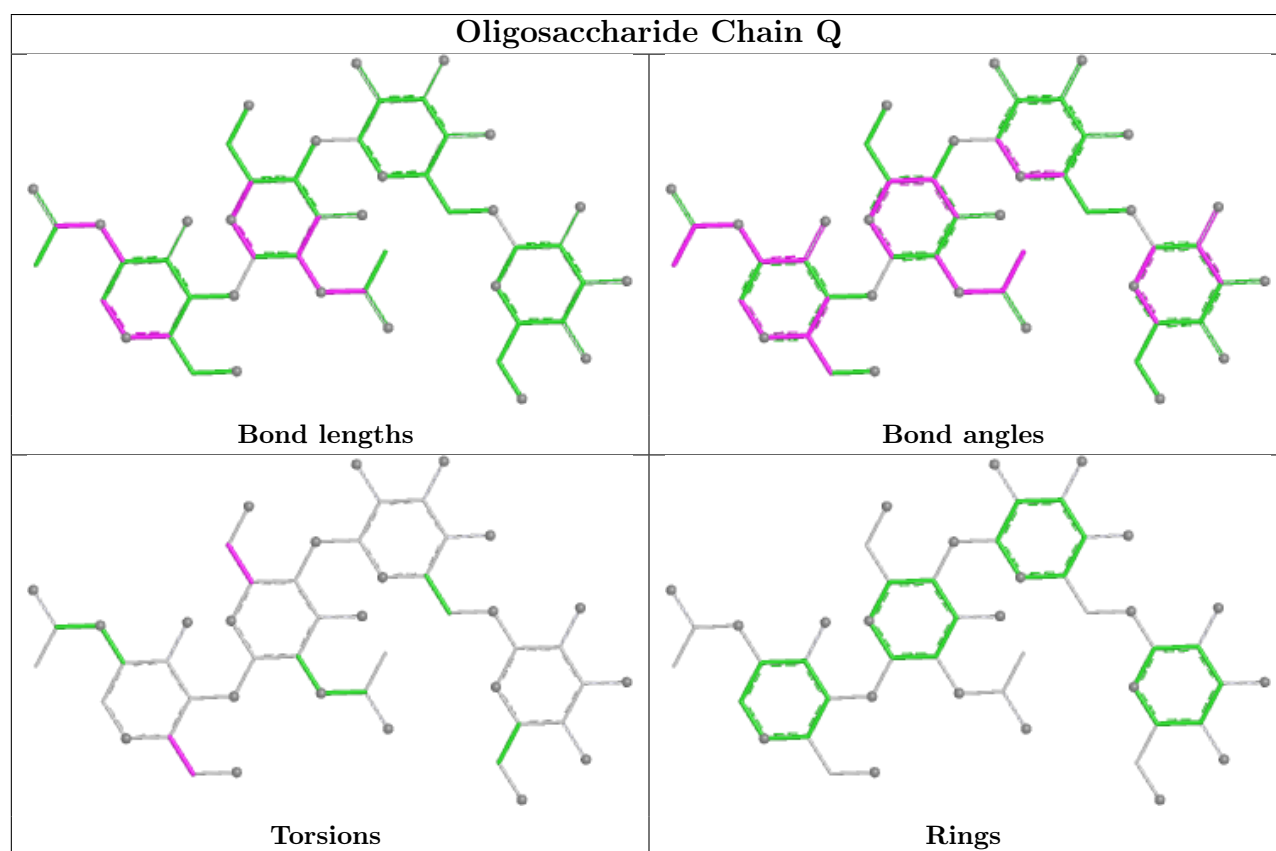 Oligosaccharide Chain Q
Bond lengths
Bond angles
Torsions
Rings